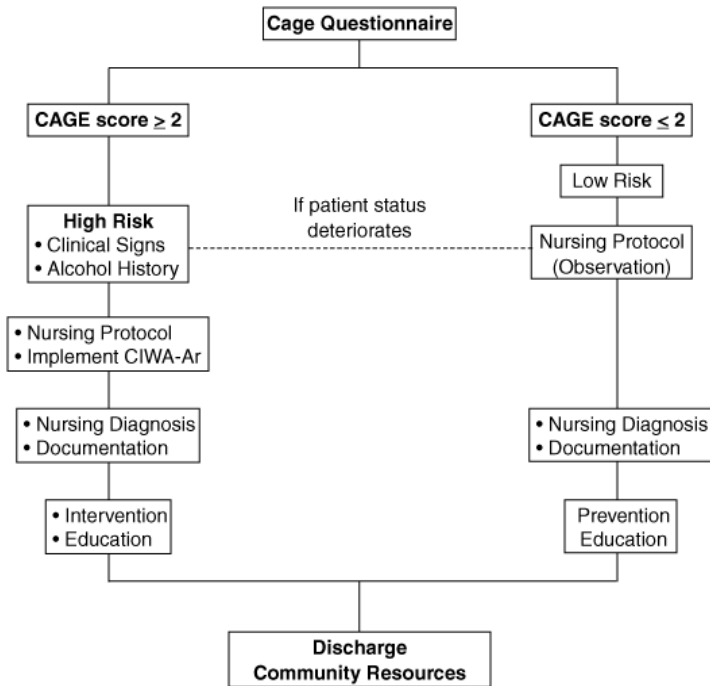 Cage Questionnaire
CAGE score ≥ 2
CAGE score ≤ 2
Low Risk
If patient status
deteriorates
High Risk
• Clinical Signs
• Alcohol History
Nursing Protocol
(Observation)
• Nursing Protocol
• Implement CIWA-Ar
• Nursing Diagnosis
• Documentation
• Nursing Diagnosis
• Documentation
• Intervention
• Education
Prevention
Education
Discharge
Community Resources